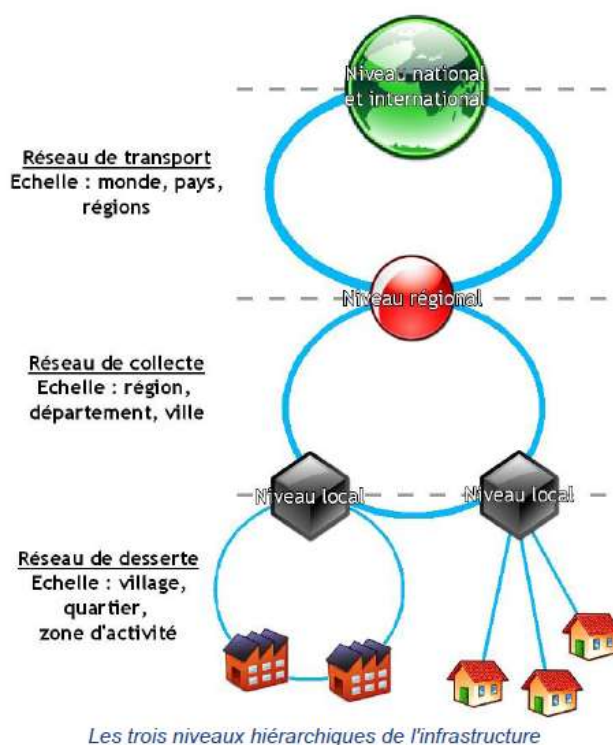 Niveau national
et international
Réseau de transport
Echelle : monde, pays,
régions
Niveau régional
Réseau de collecte
Echelle : région,
département, ville
Niveau local
Niveau local
Réseau de desserte
Echelle : village,
quartier,
zone d'activité
Les trois niveaux hiérarchiques de l'infrastructure